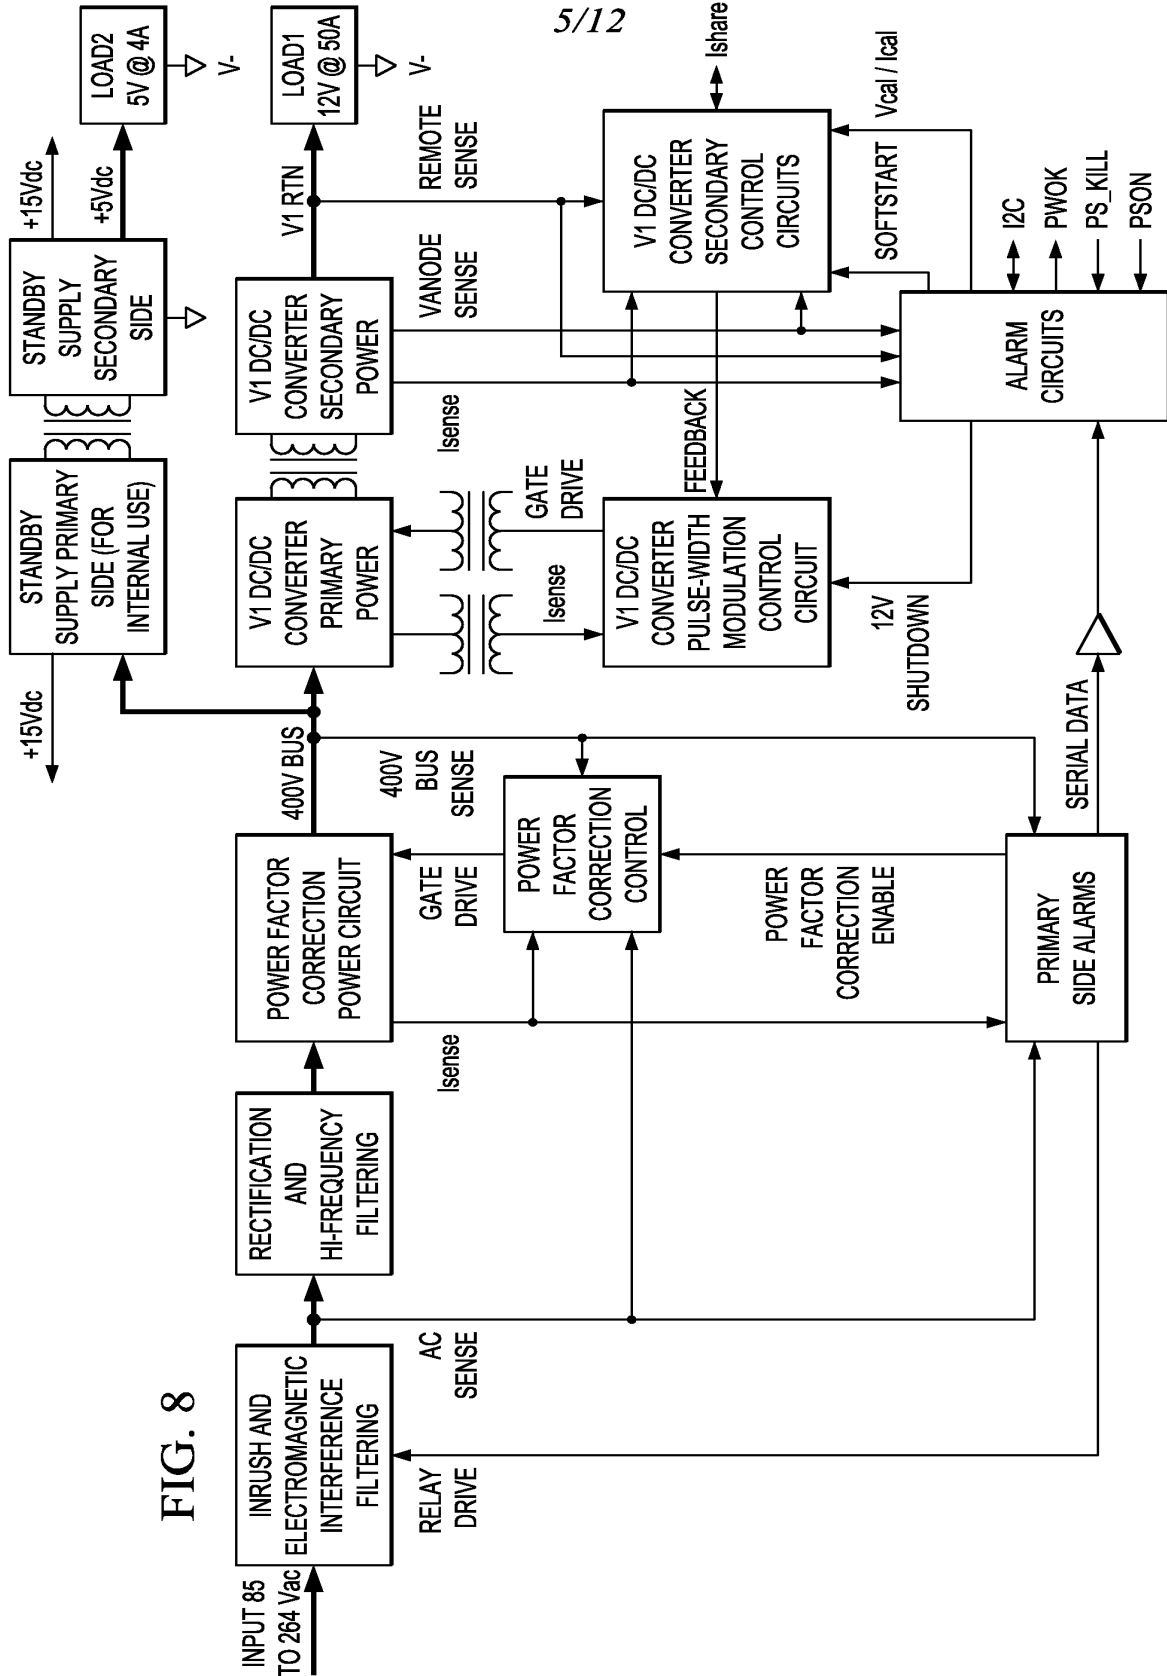 5/12
FIG. 8
INPUT 85
TO 264 Vac
INRUSH AND
ELECTROMAGNETIC
INTERFERENCE
FILTERING
RELAY
DRIVE
AC
SENSE
RECTIFICATION
AND
HI-FREQUENCY
FILTERING
POWER FACTOR
CORRECTION
POWER CIRCUIT
Isense
GATE
DRIVE
400V BUS
400V
BUS
SENSE
POWER
FACTOR
CORRECTION
CONTROL
POWER
FACTOR
CORRECTION
ENABLE
PRIMARY
SIDE ALARMS
SERIAL DATA
+15Vdc
STANDBY
SUPPLY PRIMARY
SIDE (FOR
INTERNAL USE)
STANDBY
SUPPLY
SECONDARY
SIDE
+15Vdc
+5Vdc
LOAD2
5V @ 4A
V-
V1 DC/DC
CONVERTER
PRIMARY
POWER
V1 DC/DC
CONVERTER
SECONDARY
POWER
V1 RTN
LOAD1
12V @ 50A
V-
Isense
GATE
DRIVE
Isense
VANODE
SENSE
REMOTE
SENSE
V1 DC/DC
CONVERTER
PULSE-WIDTH
MODULATION
CONTROL
CIRCUIT
FEEDBACK
V1 DC/DC
CONVERTER
SECONDARY
CONTROL
CIRCUITS
Ishare
12V
SHUTDOWN
SOFTSTART
Vcal / Ical
ALARM
CIRCUITS
I2C
PWOK
PS_KILL
PSON